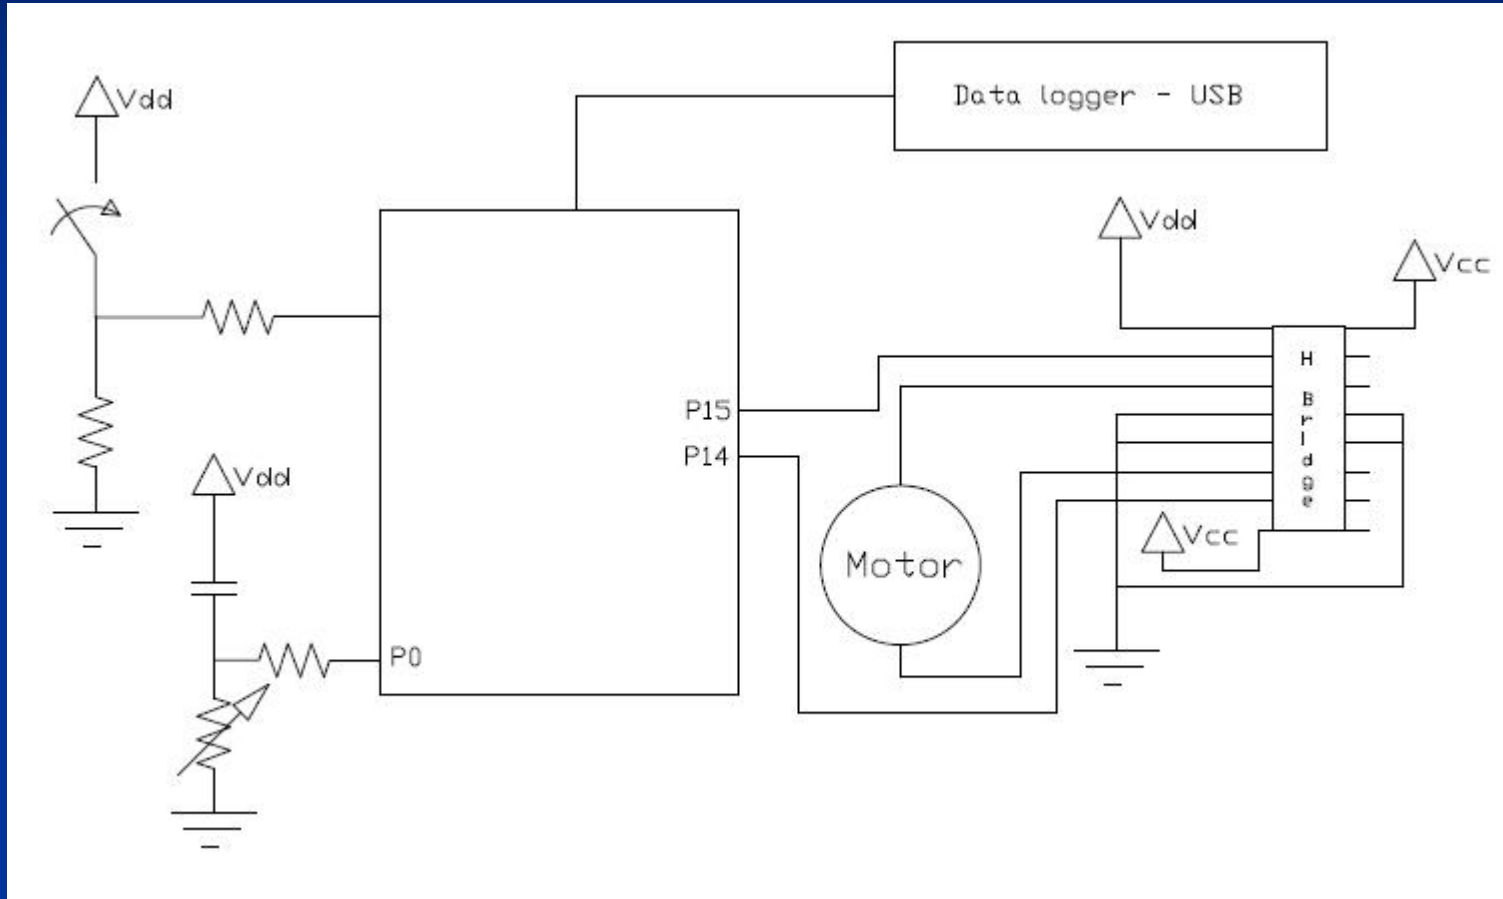 Data logger - USB
Vdd
Vdd
Vcc
H Bridge
P15
P14
Vdd
Vcc
Motor
P0